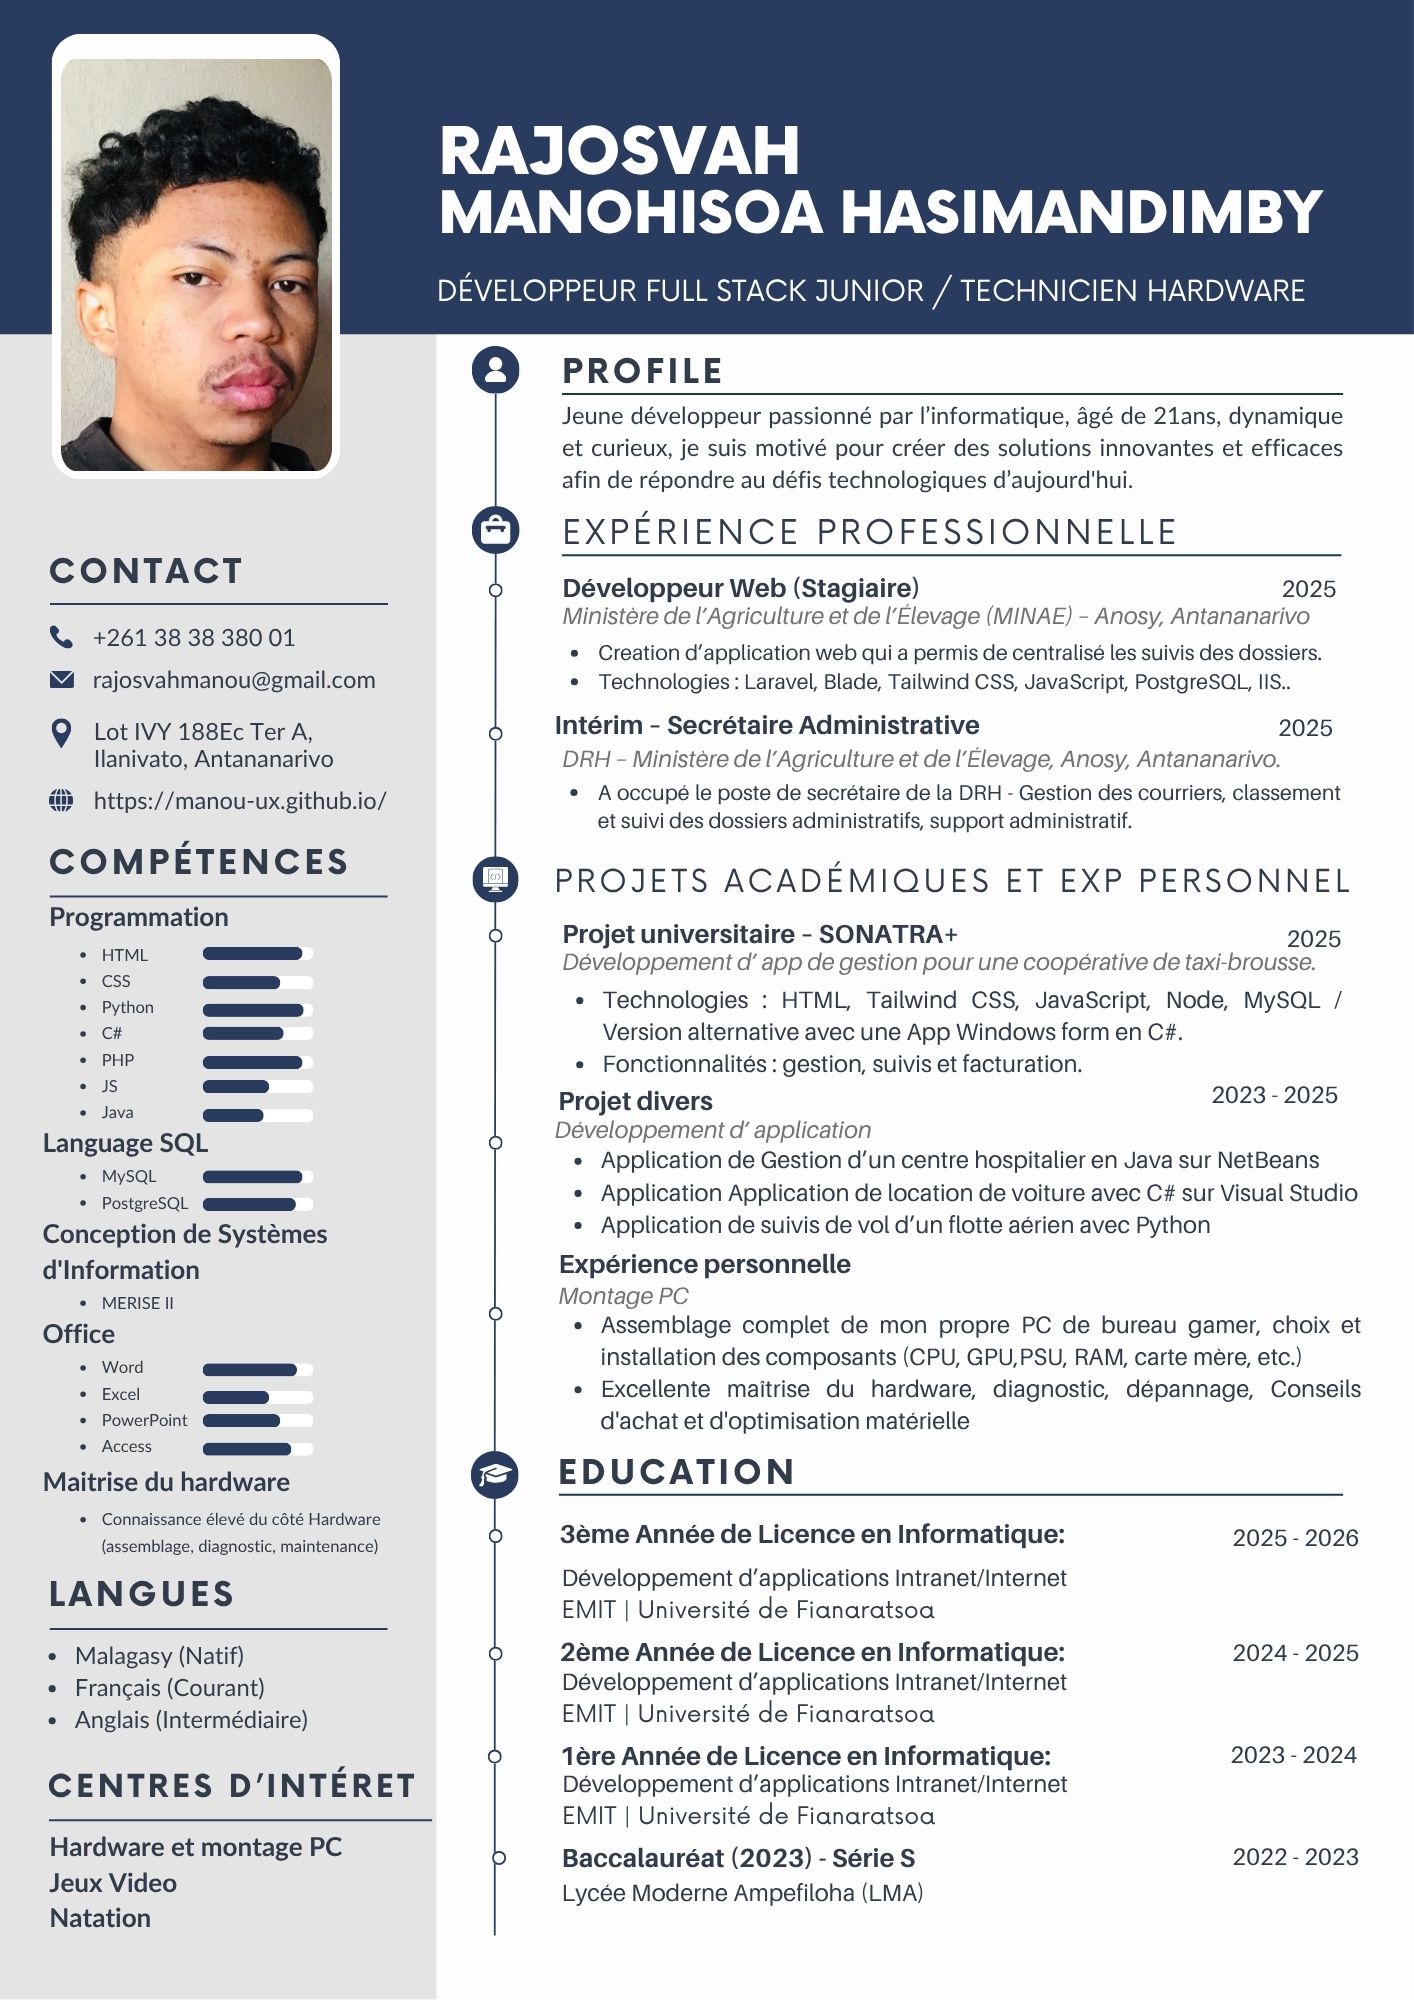 RAJOSVAH
MANOHISOA HASIMANDIMBY
DÉVELOPPEUR FULL STACK JUNIOR / TECHNICIEN HARDWARE
CONTACT
+261 38 38 380 01
rajosvahmanou@gmail.com
Lot IVY 188Ec Ter A,
Ilanivato, Antananarivo
https://manou-ux.github.io/
COMPÉTENCES
Programmation
• HTML
• CSS
• Python
• C#
• PHP
• JS
• Java
Language SQL
• MySQL
• PostgreSQL
Conception de Systèmes
d'Information
• MERISE II
Office
• Word
• Excel
• PowerPoint
• Access
Maitrise du hardware
• Connaissance élevé du côté Hardware
(assemblage, diagnostic, maintenance)
LANGUES
• Malagasy (Natif)
• Français (Courant)
• Anglais (Intermédiaire)
CENTRES D’INTÉRET
Hardware et montage PC
Jeux Video
Natation
PROFILE
Jeune développeur passionné par l’informatique, âgé de 21ans, dynamique
et curieux, je suis motivé pour créer des solutions innovantes et efficaces
afin de répondre au défis technologiques d’aujourd'hui.
EXPÉRIENCE PROFESSIONNELLE
Développeur Web (Stagiaire) 2025
Ministère de l’Agriculture et de l’Élevage (MINAE) – Anosy, Antananarivo
• Creation d’application web qui a permis de centralisé les suivis des dossiers.
• Technologies : Laravel, Blade, Tailwind CSS, JavaScript, PostgreSQL, IIS..
Intérim – Secrétaire Administrative 2025
DRH – Ministère de l’Agriculture et de l’Élevage, Anosy, Antananarivo.
• A occupé le poste de secrétaire de la DRH - Gestion des courriers, classement
et suivi des dossiers administratifs, support administratif.
PROJETS ACADÉMIQUES ET EXP PERSONNEL
Projet universitaire – SONATRA+ 2025
Développement d’ app de gestion pour une coopérative de taxi-brousse.
• Technologies : HTML, Tailwind CSS, JavaScript, Node, MySQL /
Version alternative avec une App Windows form en C#.
• Fonctionnalités : gestion, suivis et facturation.
Projet divers 2023 - 2025
Développement d’ application
• Application de Gestion d’un centre hospitalier en Java sur NetBeans
• Application Application de location de voiture avec C# sur Visual Studio
• Application de suivis de vol d’un flotte aérien avec Python
Expérience personnelle
Montage PC
• Assemblage complet de mon propre PC de bureau gamer, choix et
installation des composants (CPU, GPU,PSU, RAM, carte mère, etc.)
• Excellente maîtrise du hardware, diagnostic, dépannage, Conseils
d'achat et d'optimisation matérielle
EDUCATION
3ème Année de Licence en Informatique: 2025 - 2026
Développement d’applications Intranet/Internet
EMIT | Université de Fianaratsoa
2ème Année de Licence en Informatique: 2024 - 2025
Développement d’applications Intranet/Internet
EMIT | Université de Fianaratsoa
1ère Année de Licence en Informatique: 2023 - 2024
Développement d’applications Intranet/Internet
EMIT | Université de Fianaratsoa
Baccalauréat (2023) - Série S 2022 - 2023
Lycée Moderne Ampefiloha (LMA)